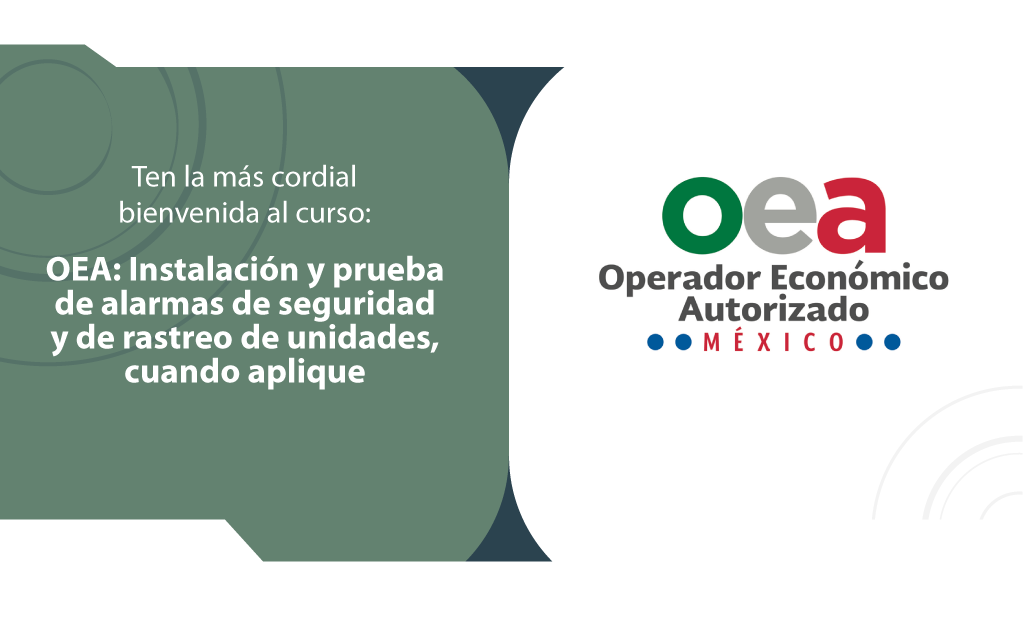 Ten la más cordial
bienvenida al curso:
OEA: Instalación y prueba
de alarmas de seguridad
y de rastreo de unidades,
cuando aplique
oea
Operador Económico
Autorizado
MÉXICO